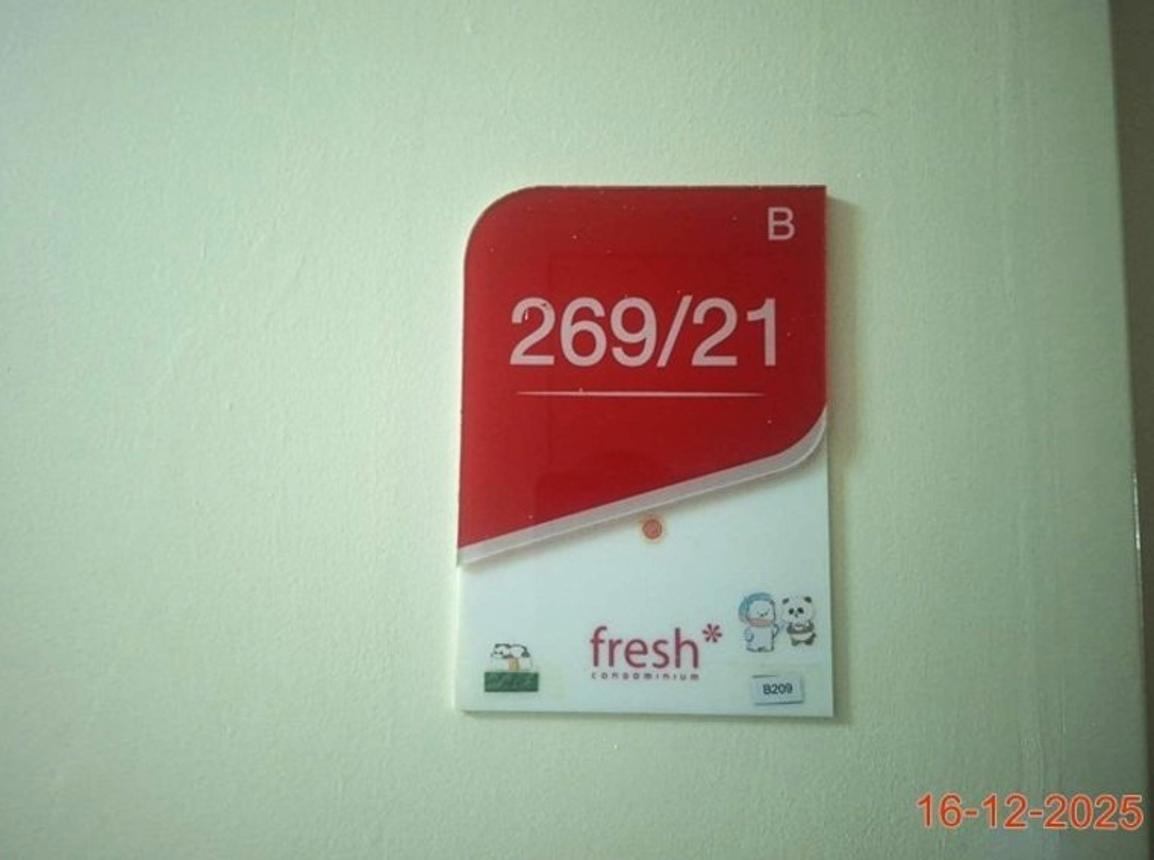 B
269/21
fresh*
CONDOMINIUM
B209
16-12-2025